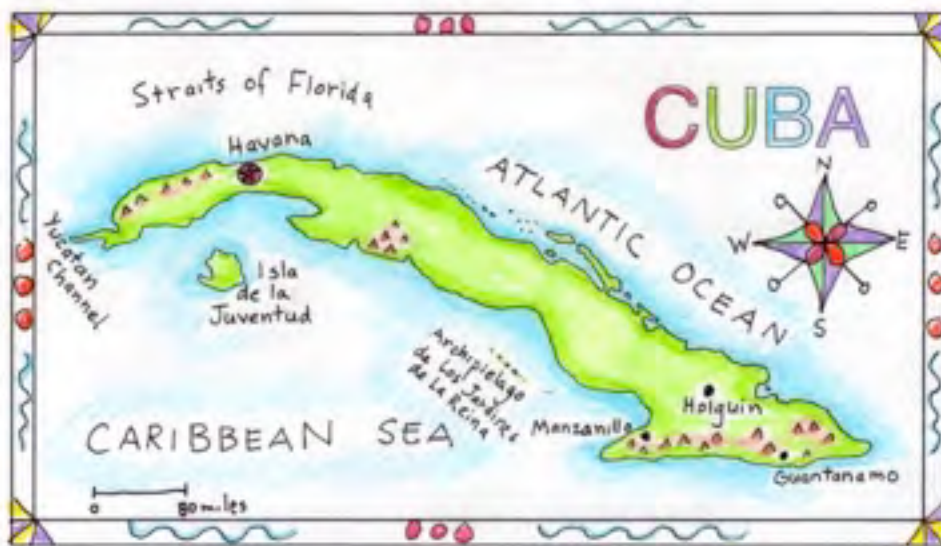 Straits of Florida
CUBA
Havana
ATLANTIC OCEAN
N
W E
S
Yucatan
Channel
Isla
de la
Juventud
Archipielago
de Los Jardines
de La Reina
Holguin
Manzanillo
CARIBBEAN SEA
Guantanamo
0 80 miles